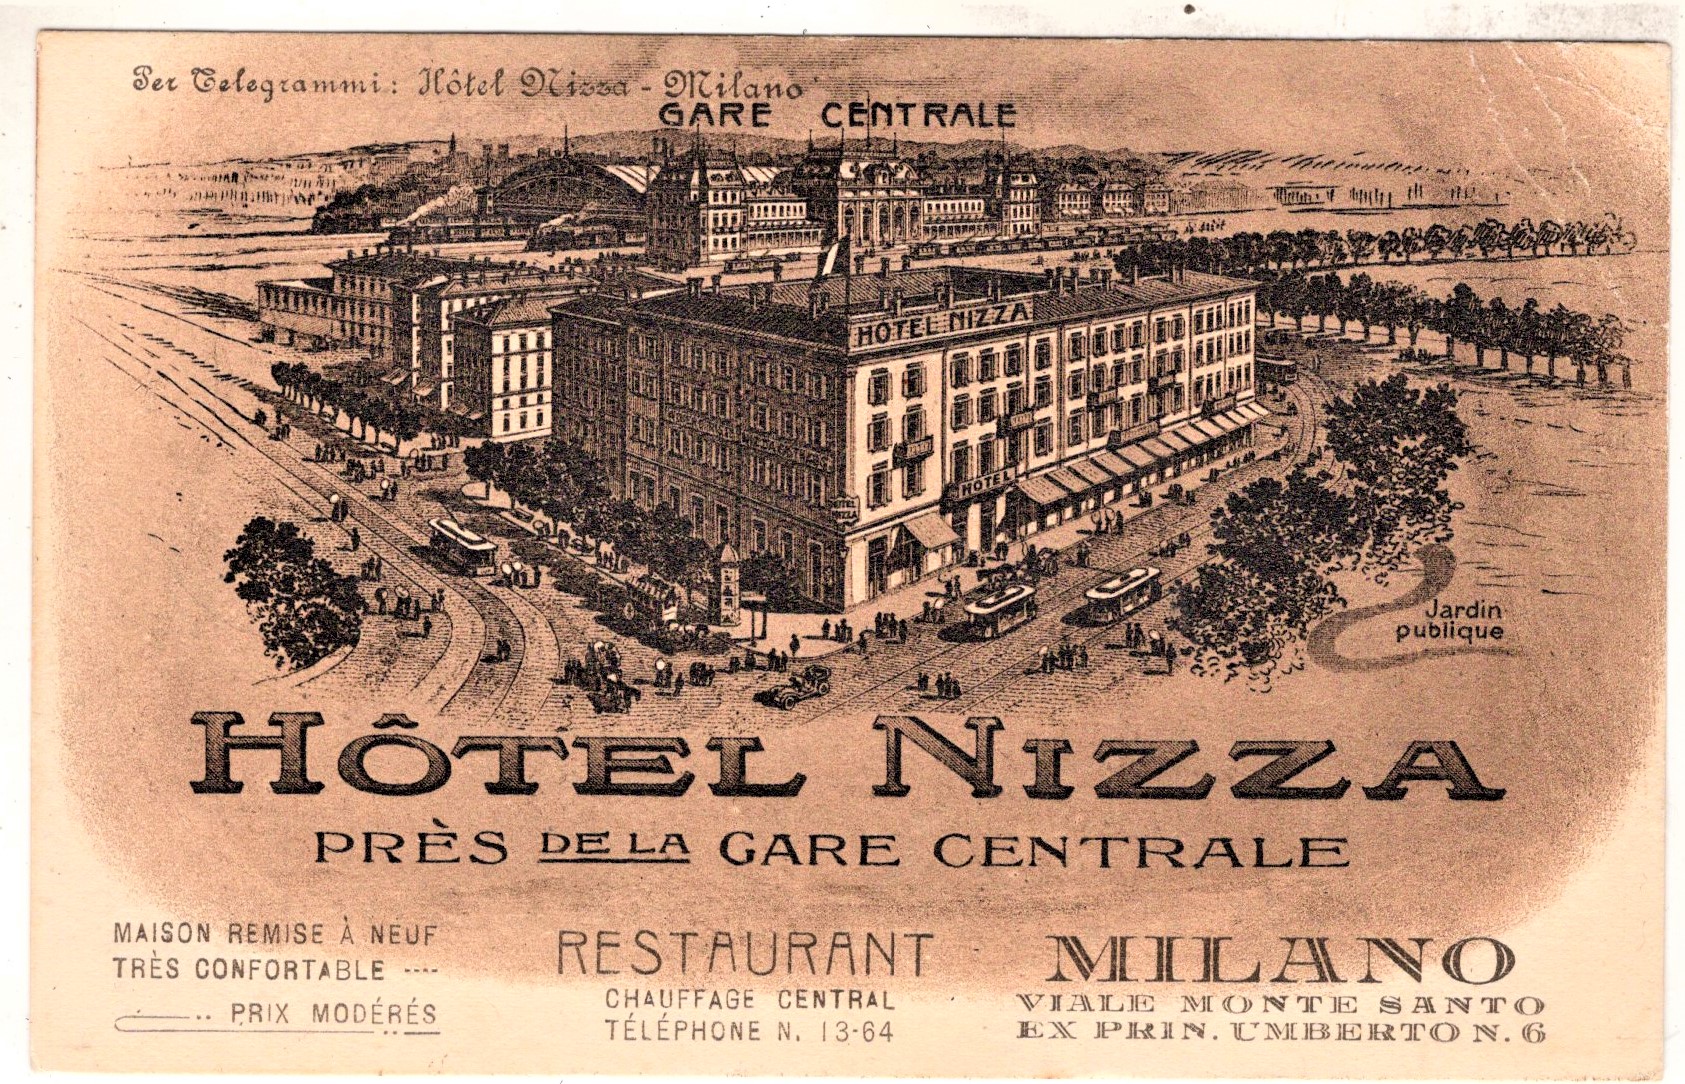 Per Telegrammi: Hôtel Nizza - Milano
GARE CENTRALE
HOTEL NIZZA
HOTEL
HOTEL
NIZZA
Jardin
publique
HÔTEL NIZZA
PRÈS DE LA GARE CENTRALE
MAISON REMISE À NEUF
TRÈS CONFORTABLE ----
.. PRIX MODÉRÉS
RESTAURANT
CHAUFFAGE CENTRAL
TÉLÉPHONE N. 13-64
MILANO
VIALE MONTE SANTO
EX PRIN. UMBERTO N. 6